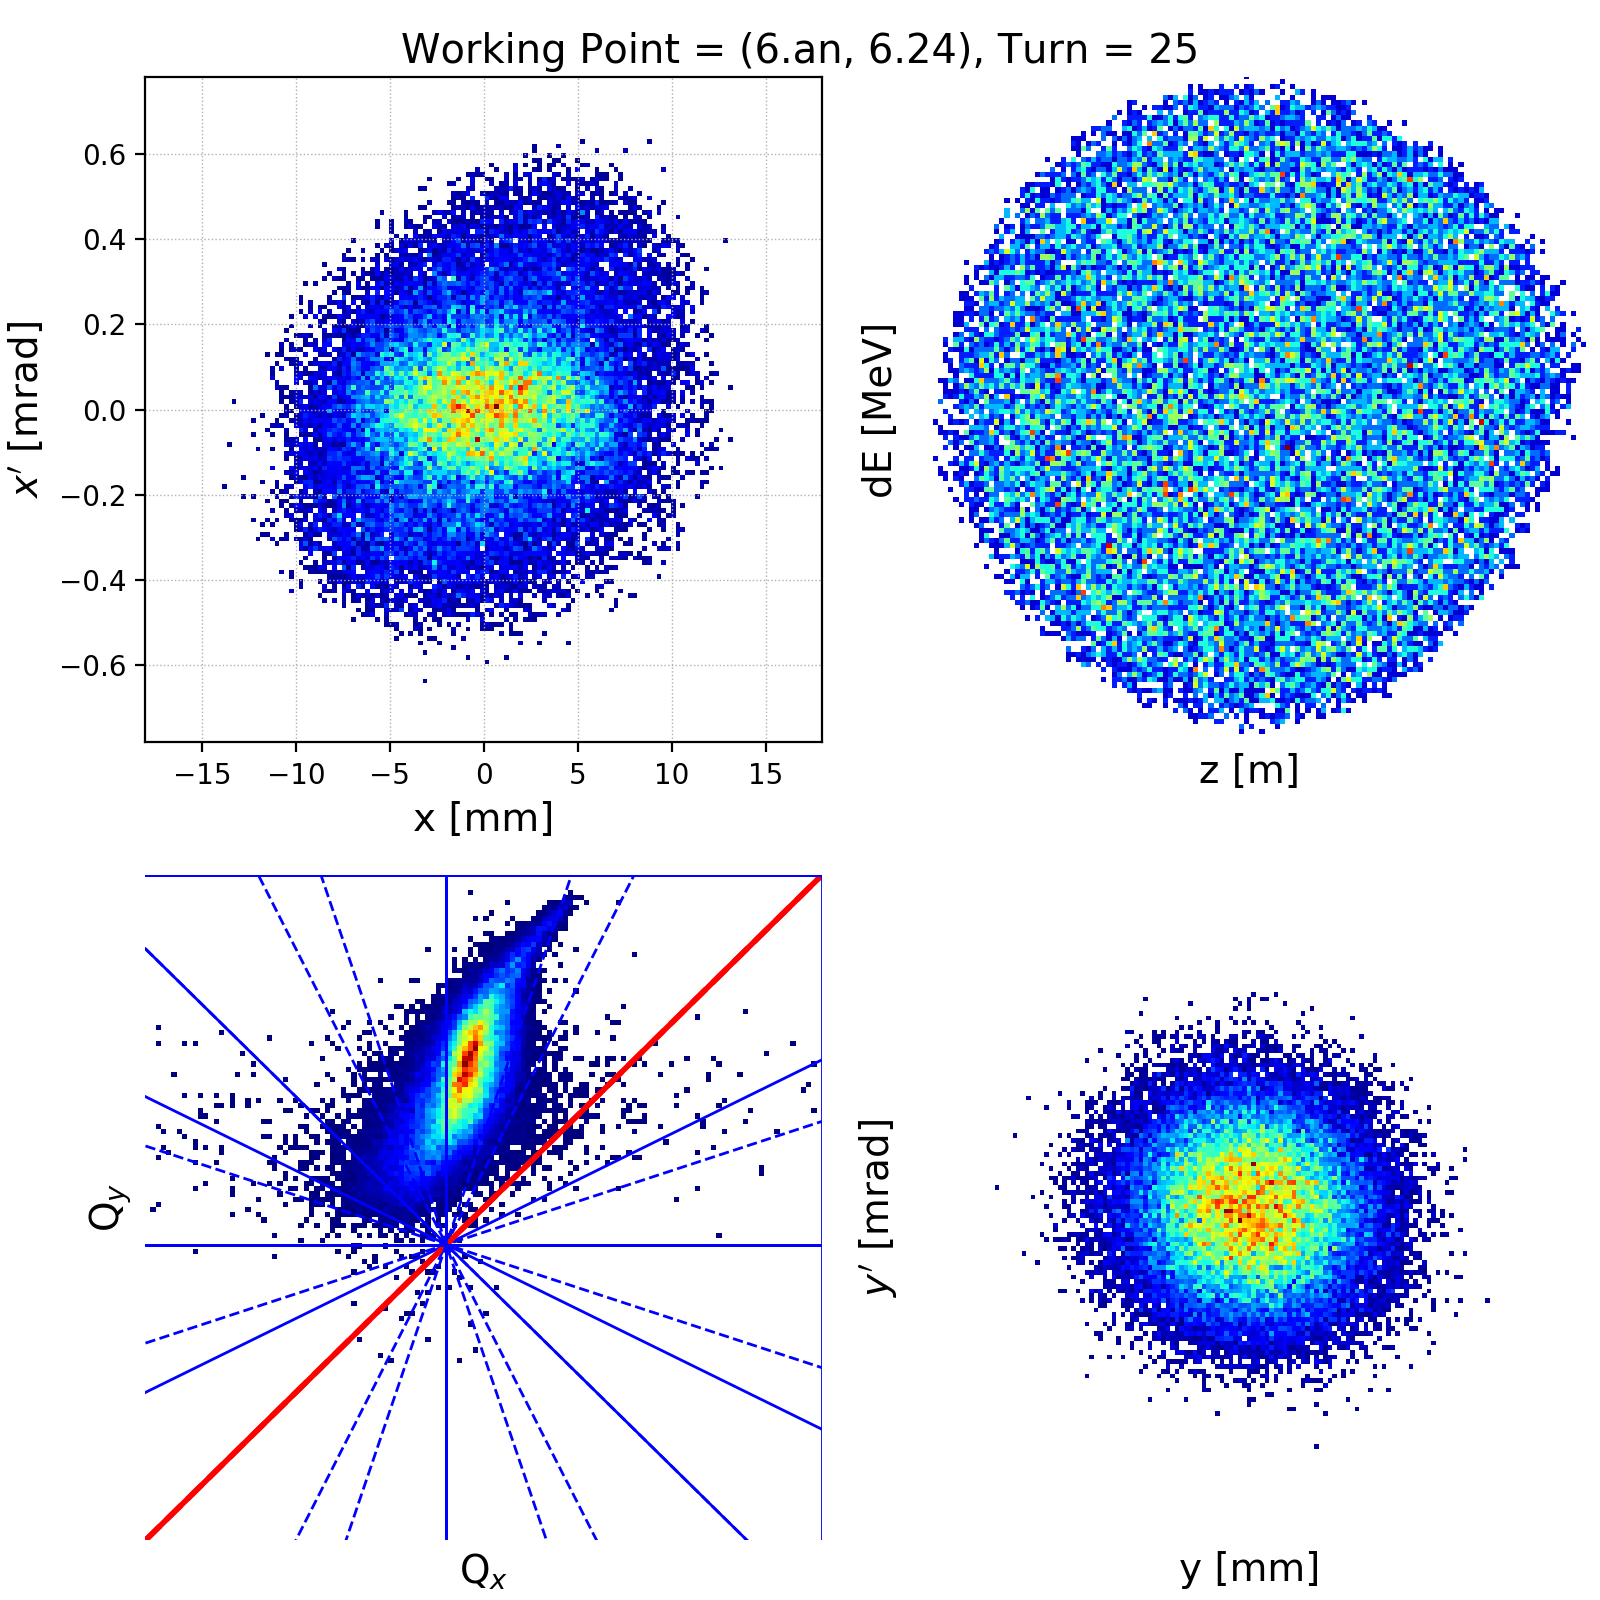 Working Point = (6.an, 6.24), Turn = 25
0.6
0.4
0.2
0.0
−0.2
−0.4
−0.6
x′ [mrad]
−15 −10 −5 0 5 10 15
x [mm]
dE [MeV]
z [m]
Qy
Qx
y′ [mrad]
y [mm]